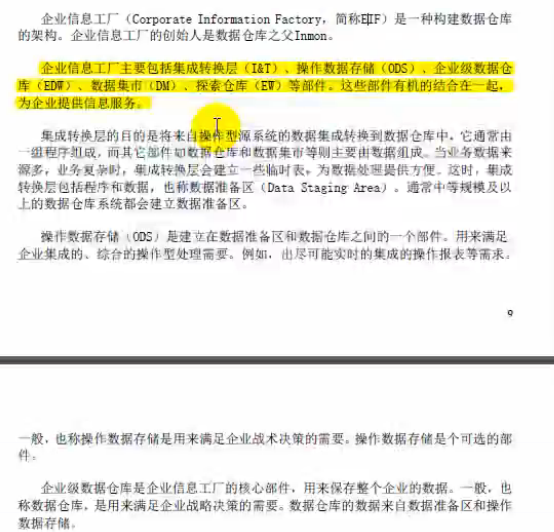 企业信息工厂（Corporate Information Factory，简称EIF）是一种构建数据仓库
的架构。企业信息工厂的创始人是数据仓库之父Inmon。
企业信息工厂主要包括集成转换层（I&T）、操作数据存储（ODS）、企业级数据仓
库（EDW）、数据集市（DM）、探素仓库（EW）等部件。这些部件有机的结合在一起，
为企业提供信息服务。
集成转换层的目的是将来自操作型源系统的数据集成转换到数据仓库中，它通常由
一组程序组成，而其它部件如数据仓库和数据集市等则主要由数据组成。当业务数据来
源多，业务复杂时，集成转换层会建立一些临时表，为数据处理提供方便。这时，集成
转换层包括程序和数据，也称数据准备区（Data Staging Area）。通常中等规模及以
上的数据仓库系统都会建立数据准备区。
操作数据存储（ODS）是建立在数据准备区和数据仓库之间的一个部件。用来满足
企业集成的、综合的操作型处理需要。例如，出尽可能实时的集成的操作报表等需求。
9
一般，也称操作数据存储是用来满足企业战术决策的需要。操作数据存储是个可选的部
件。
企业级数据仓库是企业信息工厂的核心部件，用来保存整个企业的数据。一般，也
称数据仓库，是用来满足企业战略决策的需要。数据仓库的数据来自数据准备区和操作
数据存储。